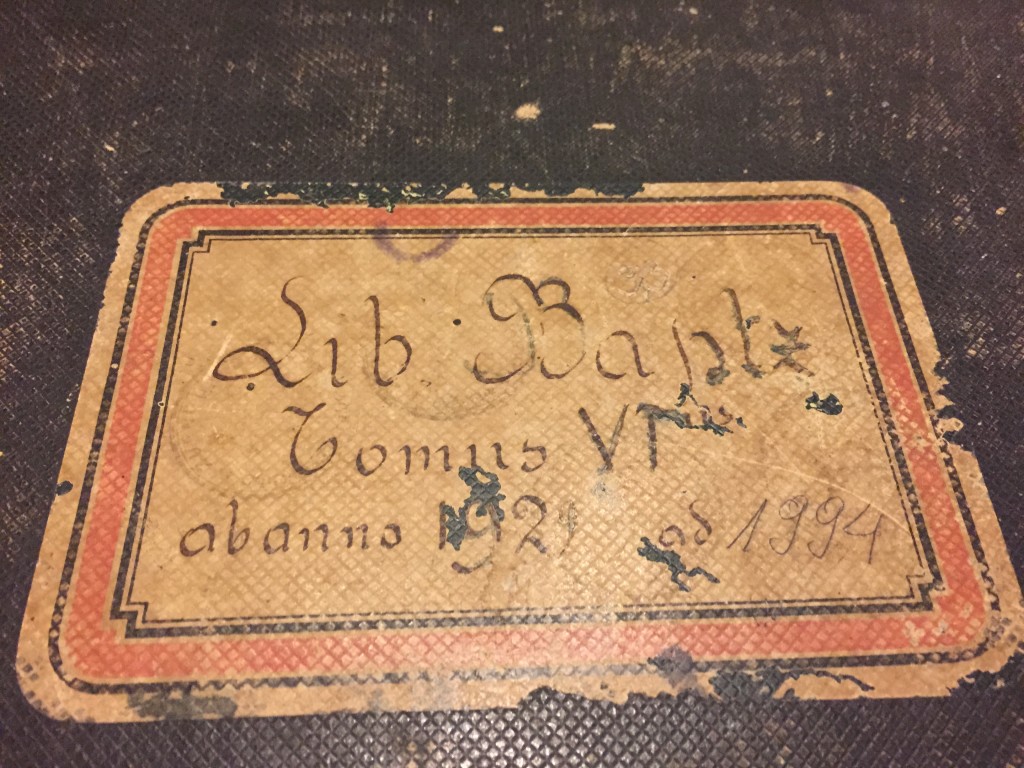 Lib. Bapt
Tomus VI
ab anno 1921 ad 1994